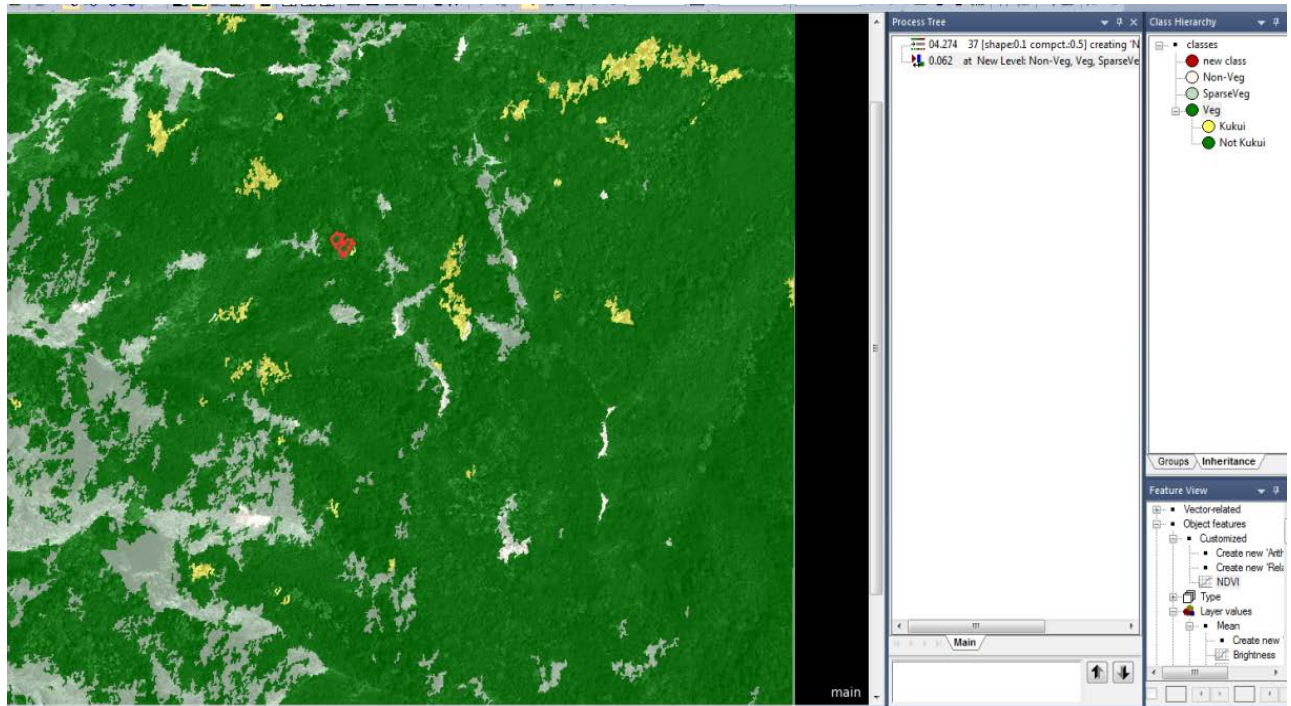 Process Tree
04.274 37 [shape:0.1 compct.:0.5] creating 'N
0.062 at New Level: Non-Veg, Veg, SparseVe
Main
main
Class Hierarchy
classes
new class
Non-Veg
SparseVeg
Veg
Kukui
Not Kukui
Groups
Inheritance
Feature View
Vector-related
Object features
Customized
Create new 'Arith
Create new 'Rela
NDVI
Type
Layer values
Mean
Create new '
Brightness